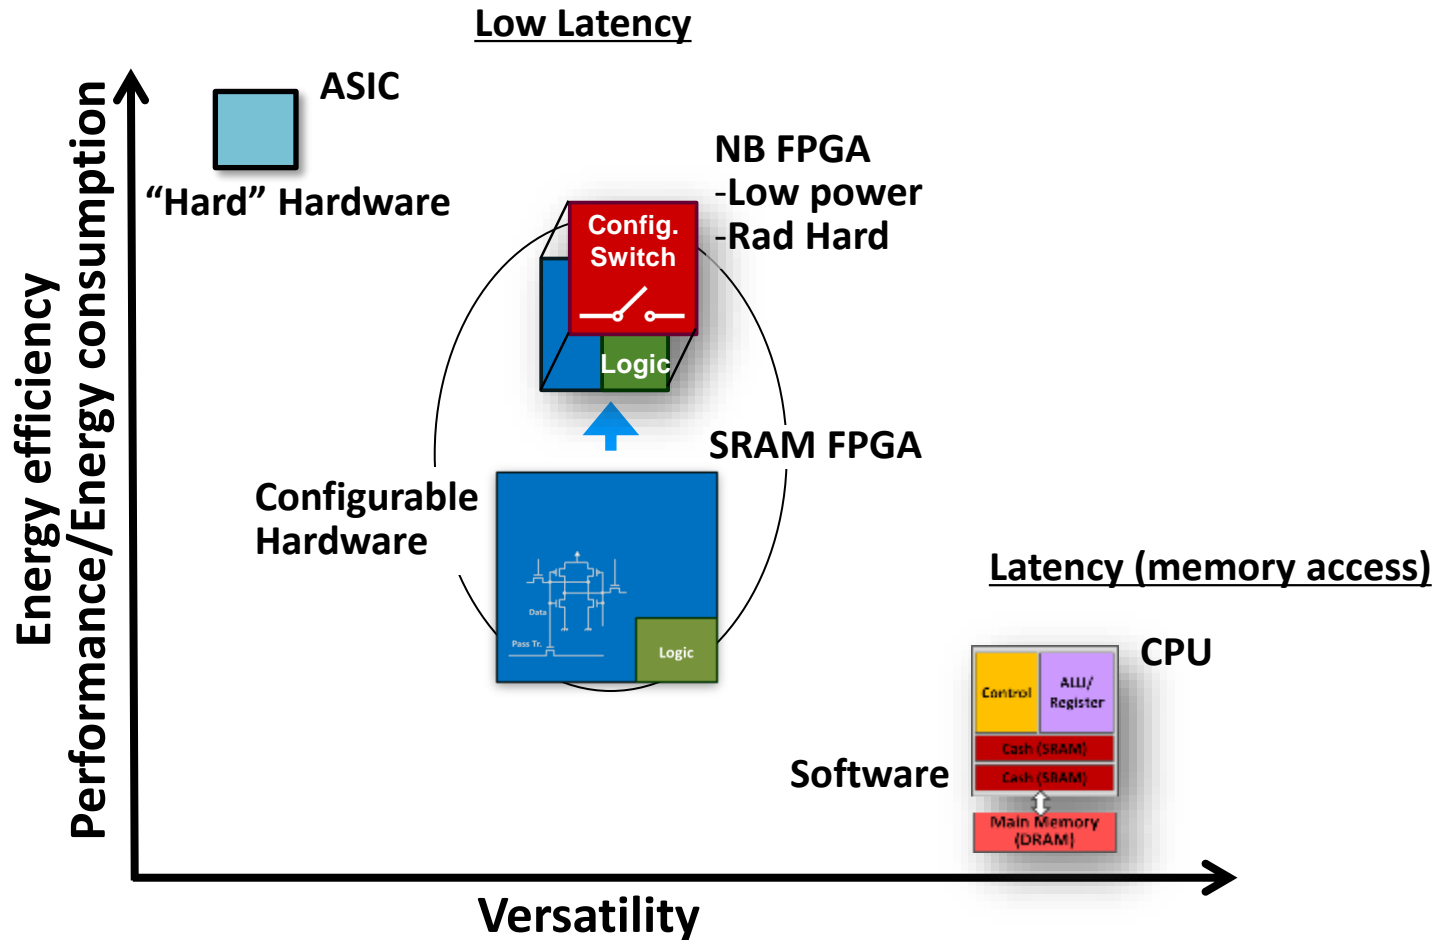 Low Latency
ASIC
“Hard” Hardware
NB FPGA
-Low power
-Rad Hard
Config.
Switch
Logic
SRAM FPGA
Configurable
Hardware
Data
Pass Tr.
Logic
Latency (memory access)
CPU
Control
ALU/
Register
Cash (SRAM)
Cash (SRAM)
Software
Main Memory
(DRAM)
Energy efficiency
Performance/Energy consumption
Versatility